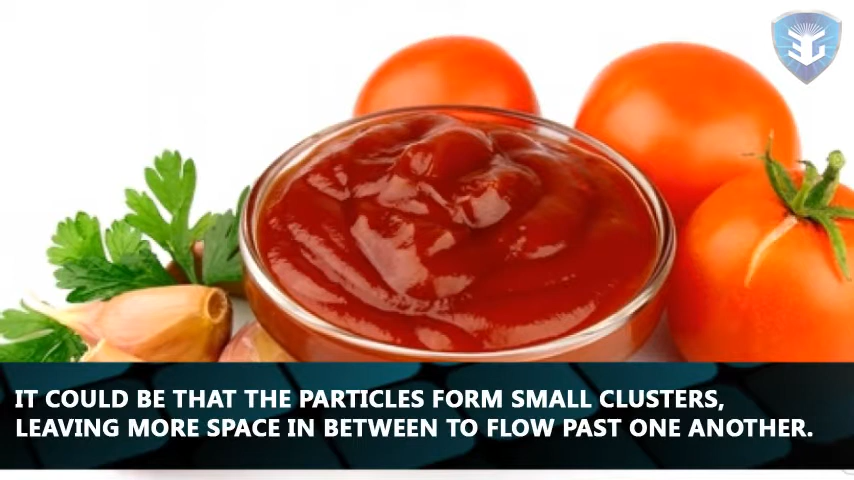 IT COULD BE THAT THE PARTICLES FORM SMALL CLUSTERS,
LEAVING MORE SPACE IN BETWEEN TO FLOW PAST ONE ANOTHER.